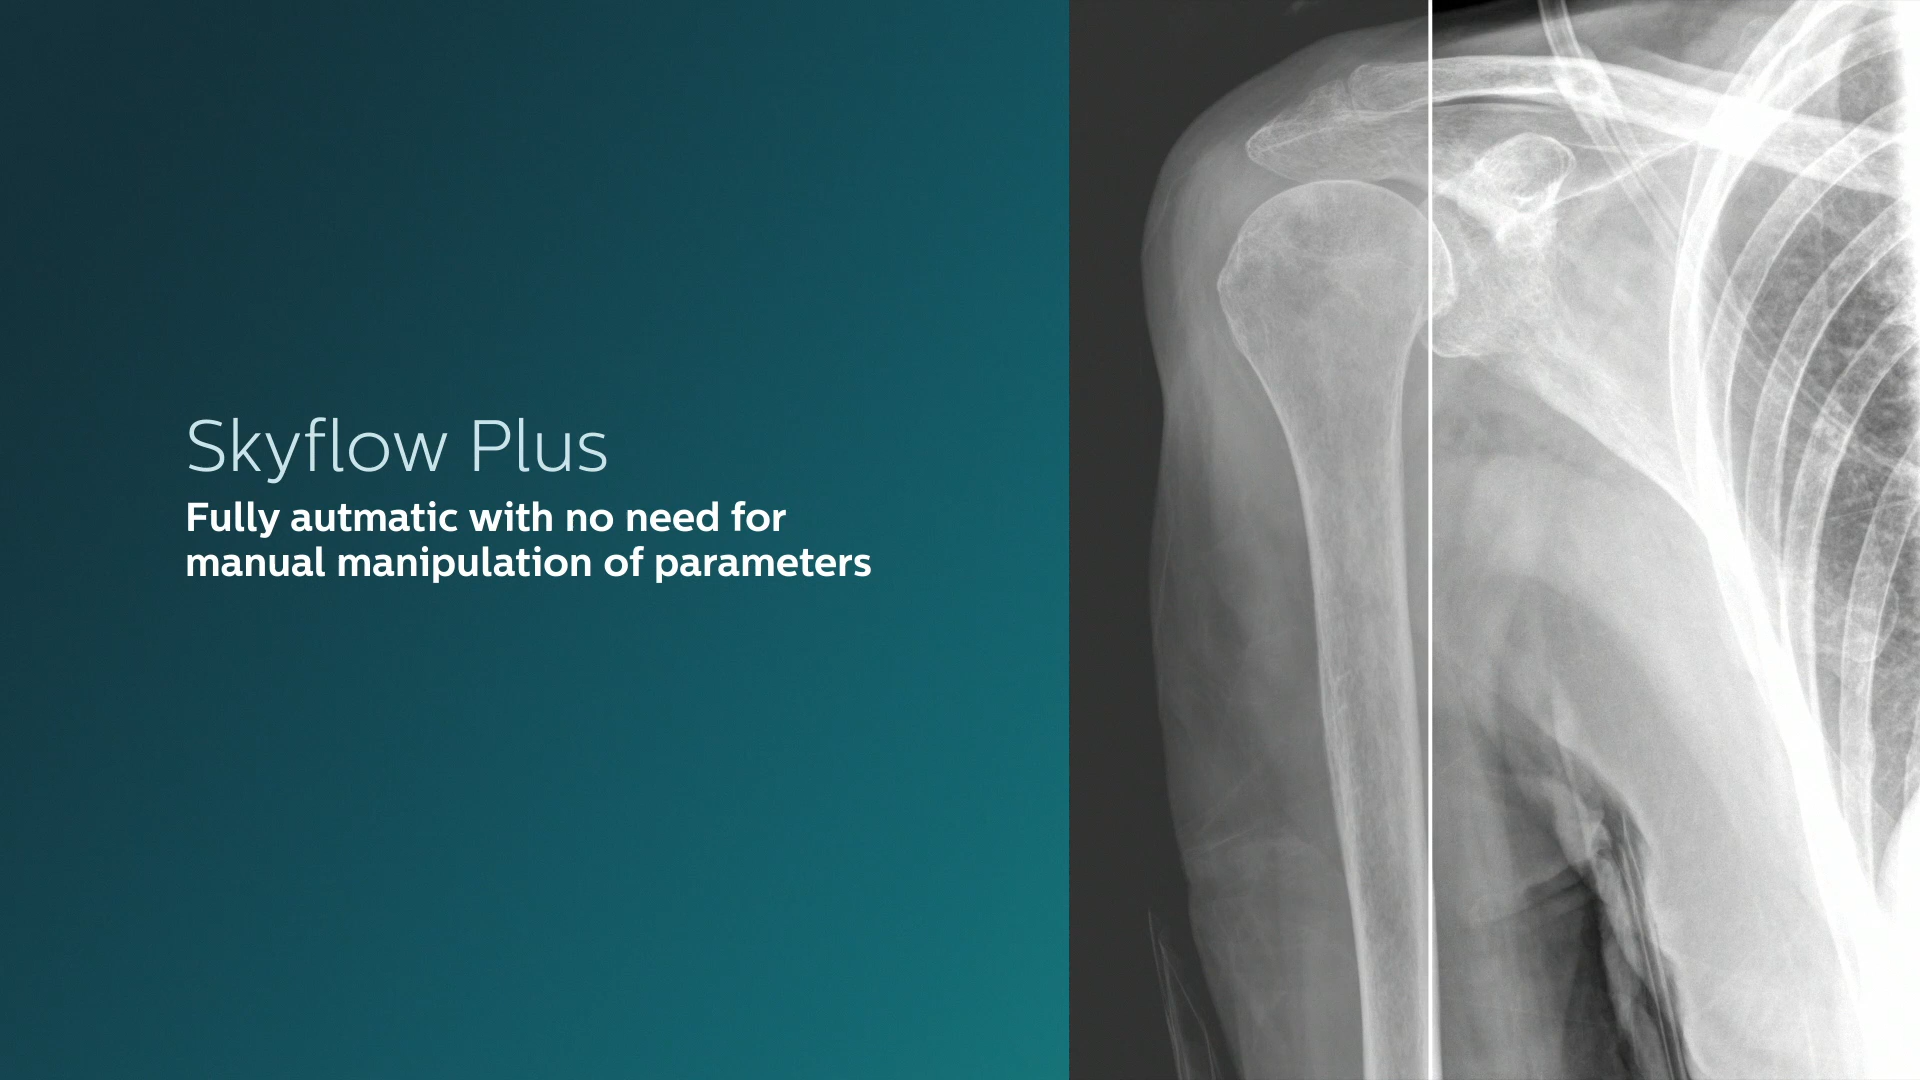 Skyflow Plus
Fully autmatic with no need for
manual manipulation of parameters